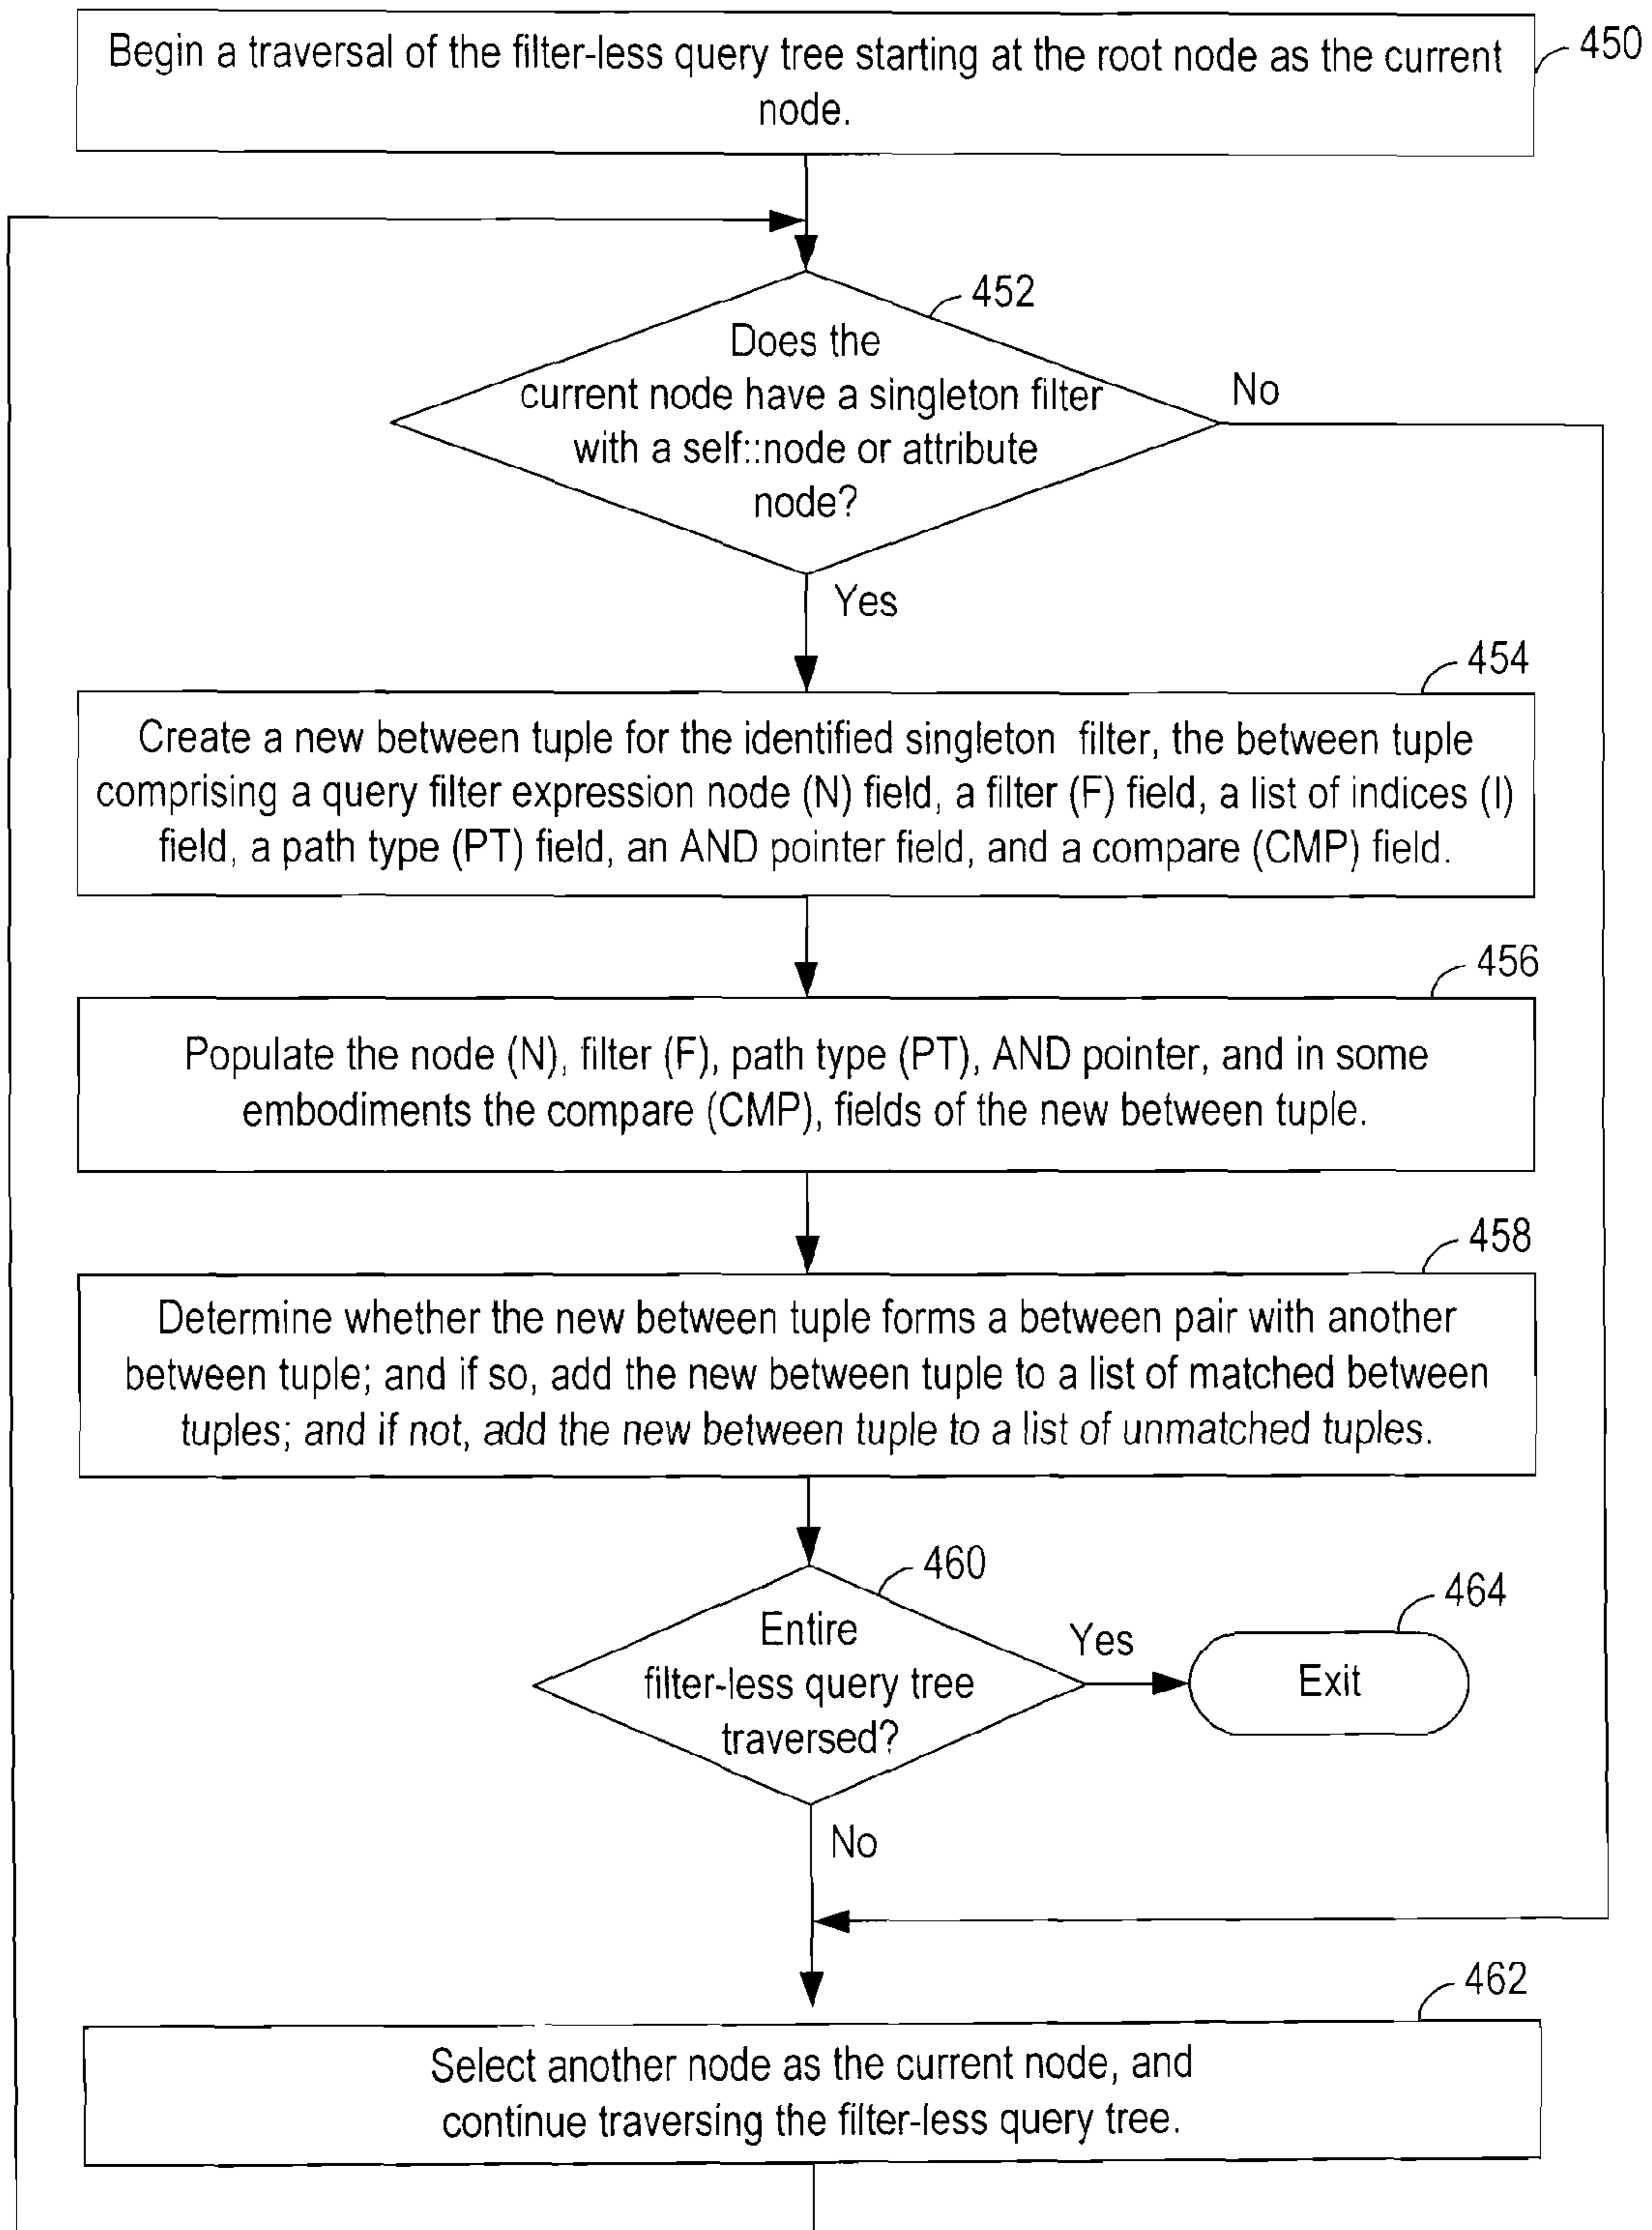 Begin a traversal of the filter-less query tree starting at the root node as the current
node.
450
452
Does the
current node have a singleton filter
with a self::node or attribute
node?
No
Yes
454
Create a new between tuple for the identified singleton filter, the between tuple
comprising a query filter expression node (N) field, a filter (F) field, a list of indices (I)
field, a path type (PT) field, an AND pointer field, and a compare (CMP) field.
456
Populate the node (N), filter (F), path type (PT), AND pointer, and in some
embodiments the compare (CMP), fields of the new between tuple.
458
Determine whether the new between tuple forms a between pair with another
between tuple; and if so, add the new between tuple to a list of matched between
tuples; and if not, add the new between tuple to a list of unmatched tuples.
460
Entire
filter-less query tree
traversed?
Yes
464
Exit
No
462
Select another node as the current node, and
continue traversing the filter-less query tree.